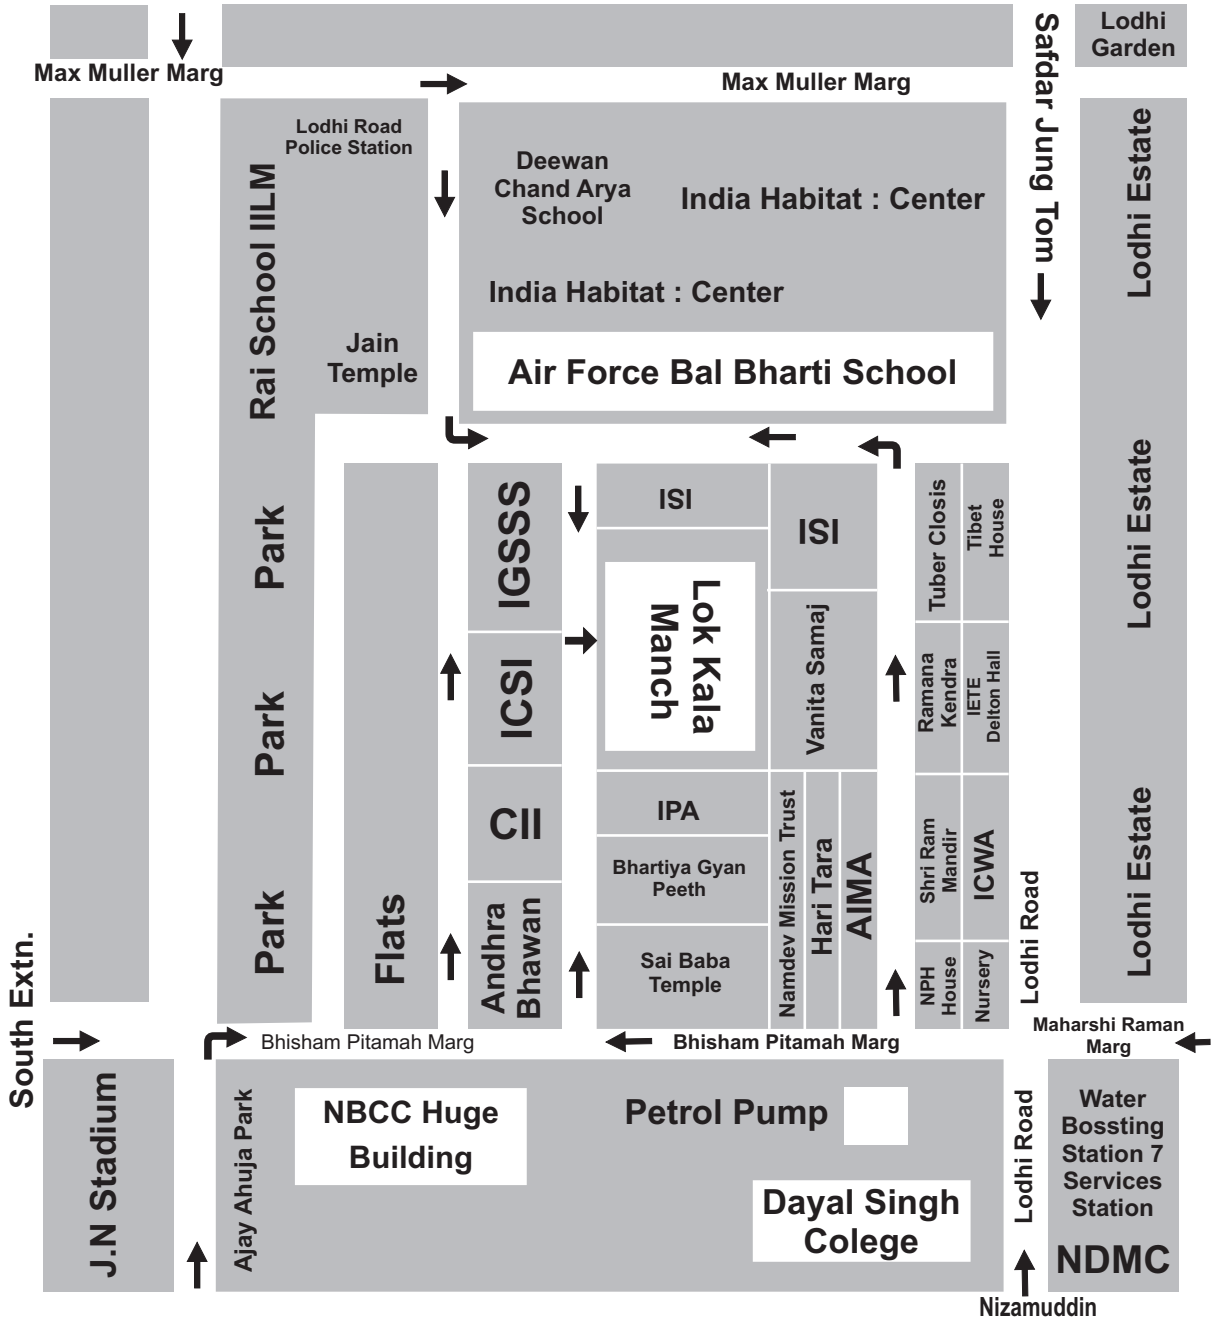 Lodhi
Garden
Max Muller Marg
Max Muller Marg
Safdar Jung Tom
Lodhi Road
Police Station
Rai School IILM
Jain
Temple
Deewan
Chand Arya
School
India Habitat : Center
India Habitat : Center
Air Force Bal Bharti School
Lodhi Estate
Lodhi Estate
Lodhi Estate
Park
Park
Park
Flats
IGSSS
ICSI
CII
Andhra
Bhawan
ISI
ISI
Lok Kala
Manch
Vanita Samaj
IPA
Bhartiya Gyan
Peeth
Sai Baba
Temple
Namdev Mission Trust
Hari Tara
AIMA
Tuber Closis
Tibet
House
Ramana
Kendra
IETE
Delton Hall
Shri Ram
Mandir
ICWA
NPH
House
Nursery
Lodhi Road
South Extn.
Bhisham Pitamah Marg
Bhisham Pitamah Marg
Maharshi Raman
Marg
J.N Stadium
Ajay Ahuja Park
NBCC Huge
Building
Petrol Pump
Dayal Singh
Colege
Lodhi Road
Water
Bossting
Station 7
Services
Station
NDMC
Nizamuddin